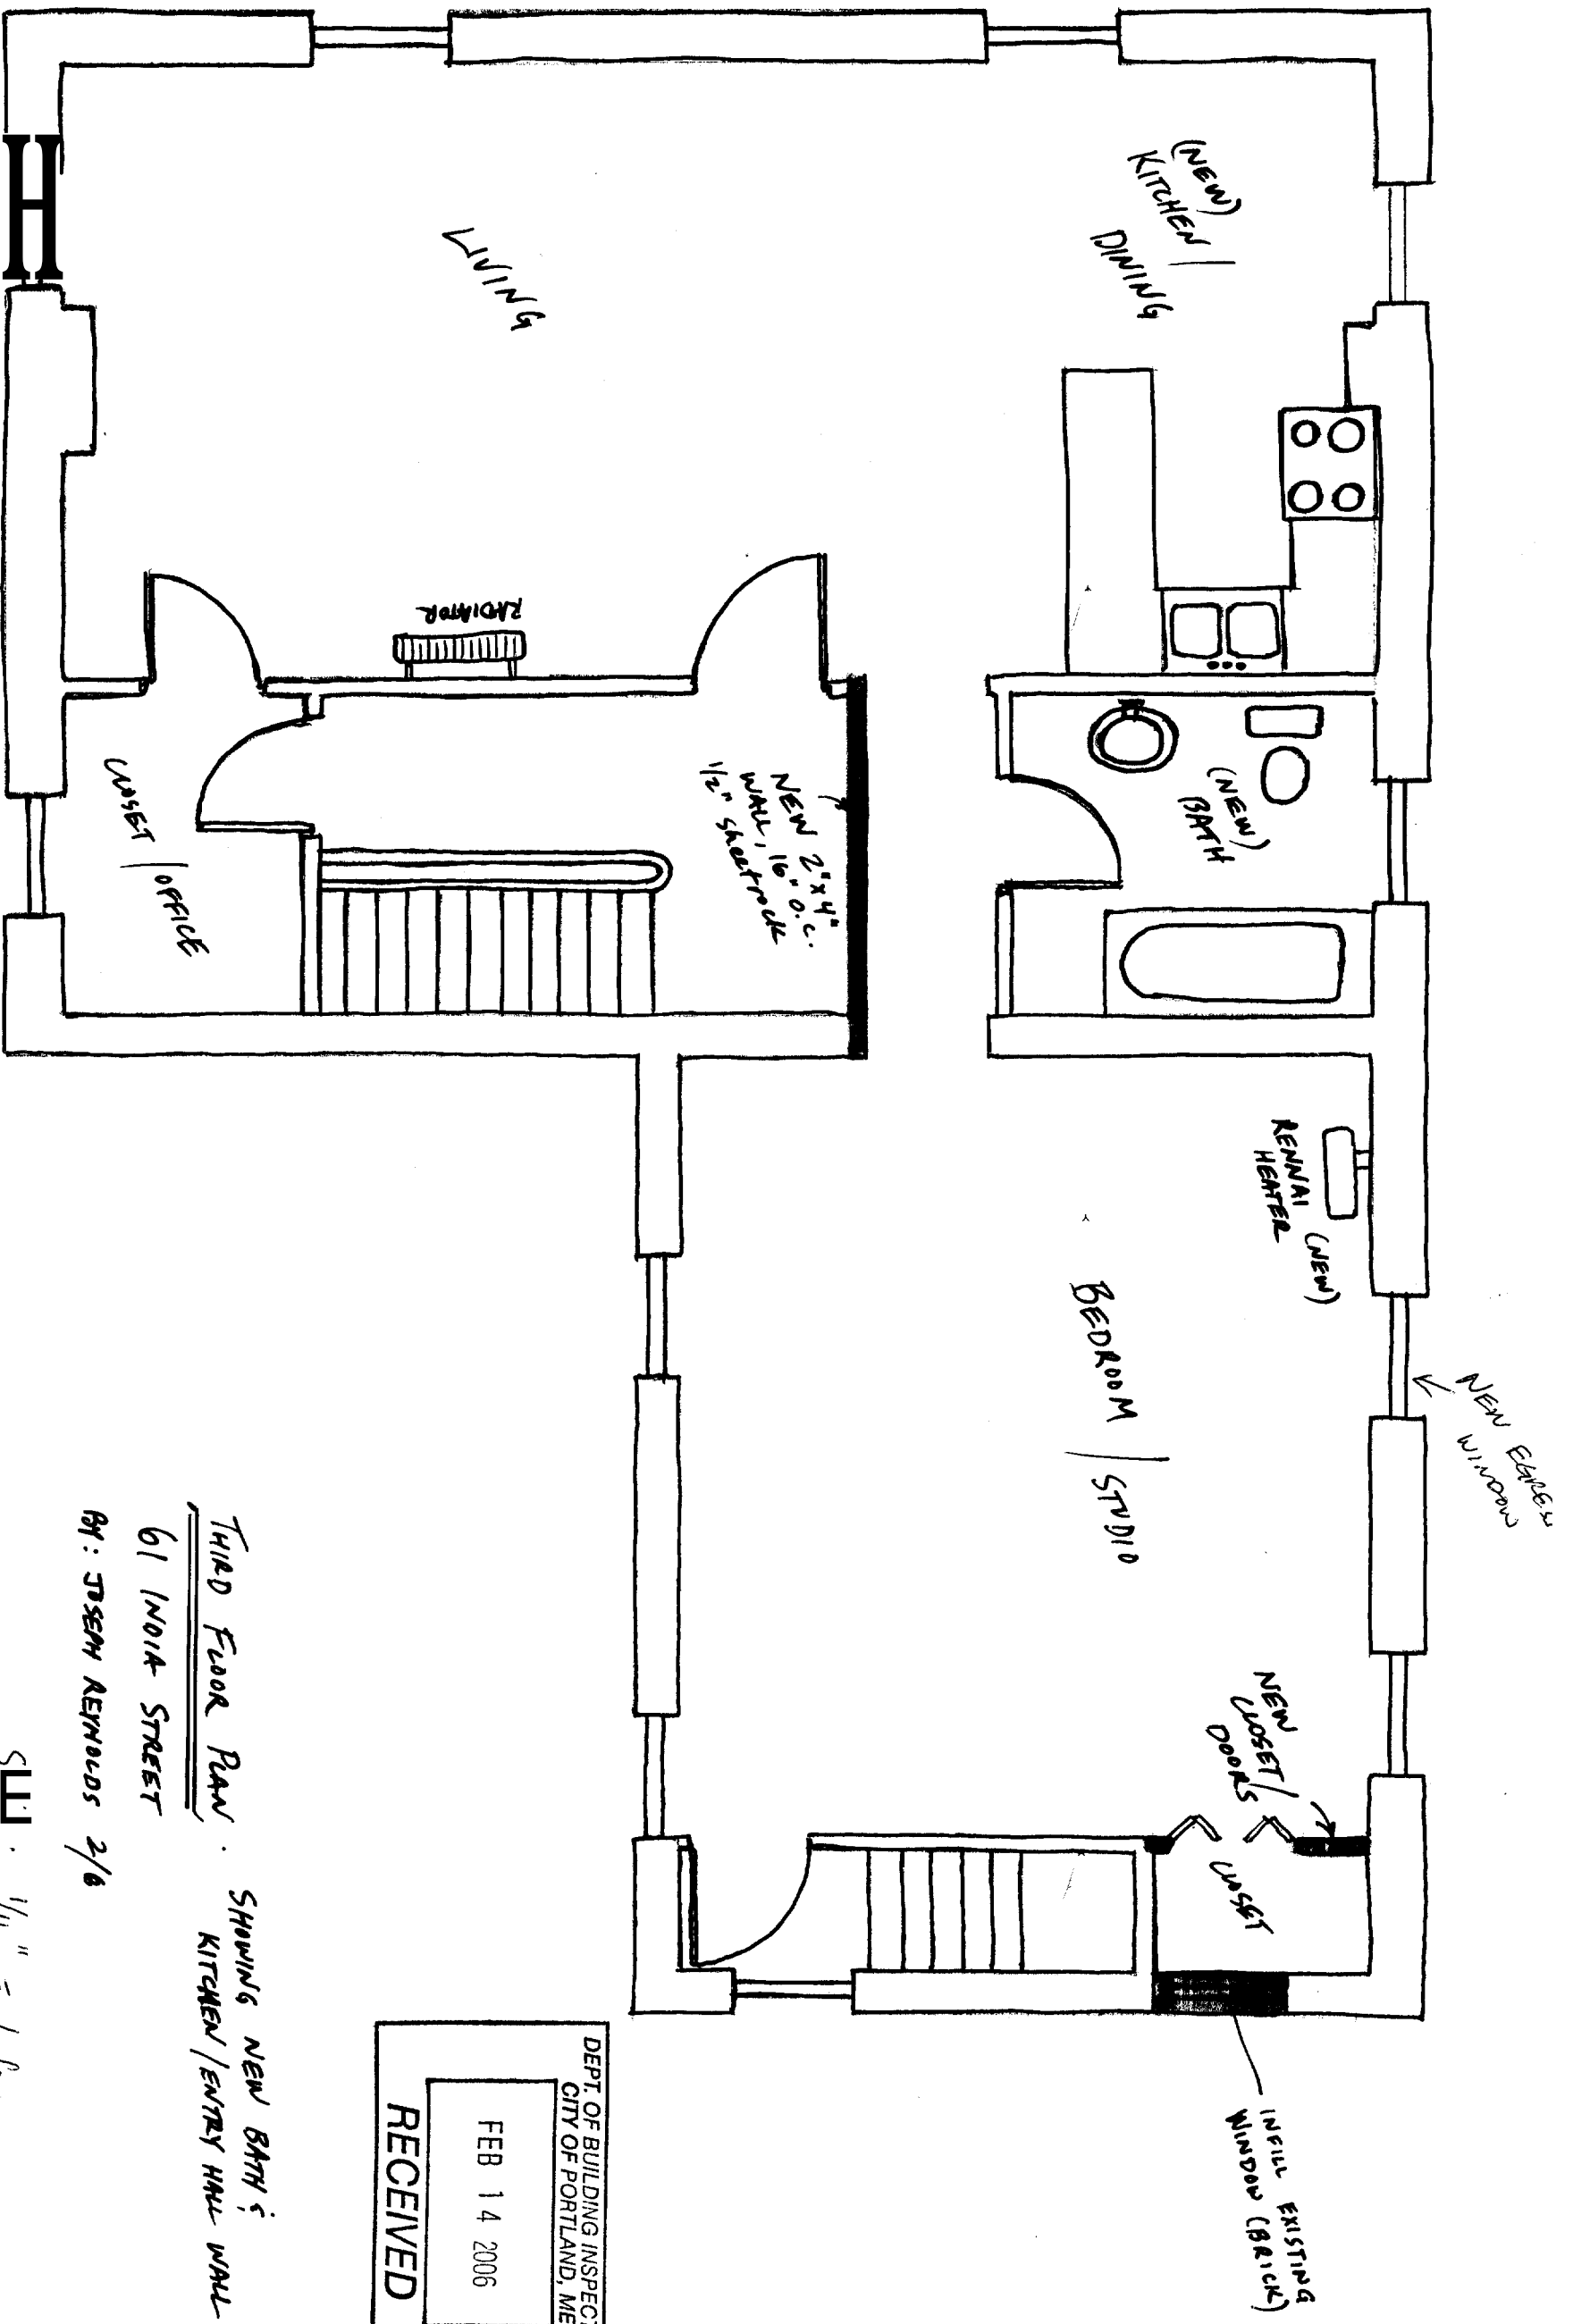 (NEW)
KITCHEN /
DINING
LIVING
RADIATOR
(NEW)
BATH
NEW 2"x4"
WALL, 16" O.C.
1/2" sheetrock
CLOSET / OFFICE
RENNAI (NEW)
HEATER
NEW EGRESS
WINDOW
BEDROOM / STUDIO
NEW
CLOSET /
DOORS
CLOSET
INFILL EXISTING
WINDOW (BRICK)
THIRD FLOOR PLAN . SHOWING NEW BATH &
KITCHEN / ENTRY HALL WALL
61 INDIA STREET
BY: JOSEPH REYNOLDS 2/6
DEPT. OF BUILDING INSPECT
CITY OF PORTLAND, ME
FEB 14 2006
RECEIVED
H
E